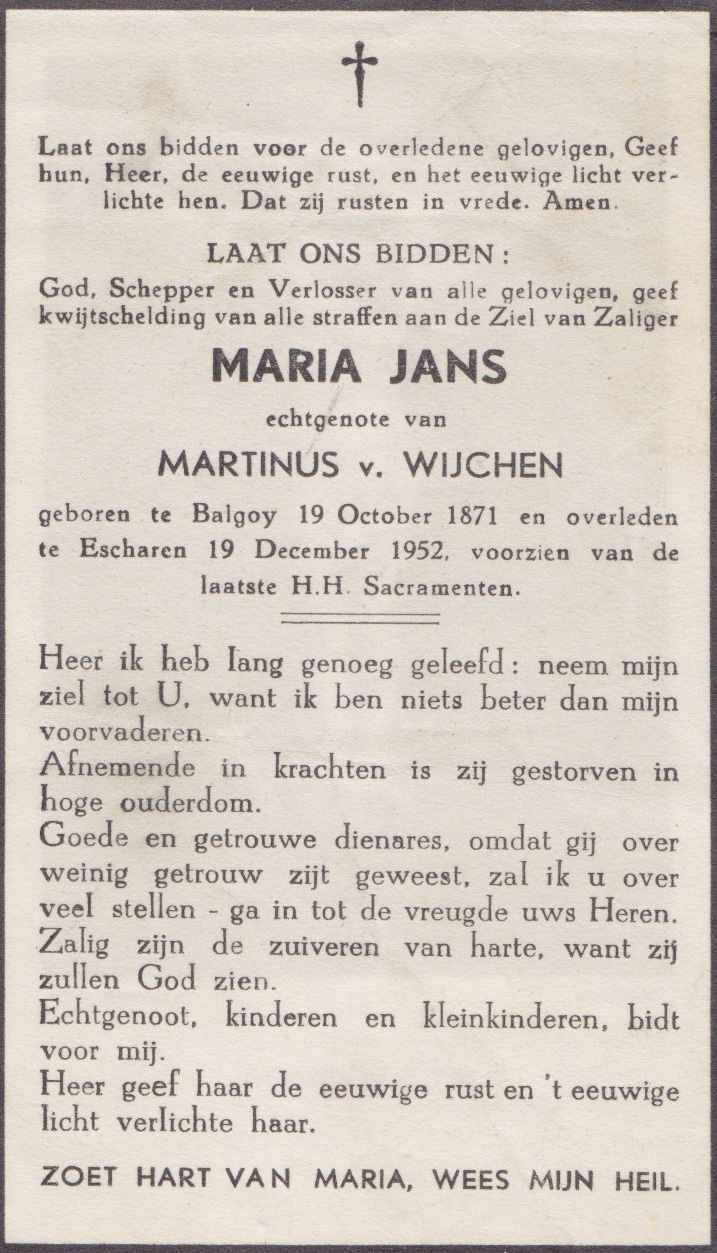 Laat ons bidden voor de overledene gelovigen, Geef
hun, Heer, de eeuwige rust, en het eeuwige licht ver-
lichte hen. Dat zij rusten in vrede. Amen.
LAAT ONS BIDDEN :
God, Schepper en Verlosser van alle gelovigen, geef
kwijtschelding van alle straffen aan de Ziel van Zaliger
MARIA JANS
echtgenote van
MARTINUS v. WIJCHEN
geboren te Balgoy 19 October 1871 en overleden
te Escharen 19 December 1952, voorzien van de
laatste H.H. Sacramenten.
Heer ik heb lang genoeg geleefd : neem mijn
ziel tot U, want ik ben niets beter dan mijn
voorvaderen.
Afnemende in krachten is zij gestorven in
hoge ouderdom.
Goede en getrouwe dienares, omdat gij over
weinig getrouw zijt geweest, zal ik u over
veel stellen - ga in tot de vreugde uws Heren.
Zalig zijn de zuiveren van harte, want zij
zullen God zien.
Echtgenoot, kinderen en kleinkinderen, bidt
voor mij.
Heer geef haar de eeuwige rust en 't eeuwige
licht verlichte haar.
ZOET HART VAN MARIA, WEES MIJN HEIL.